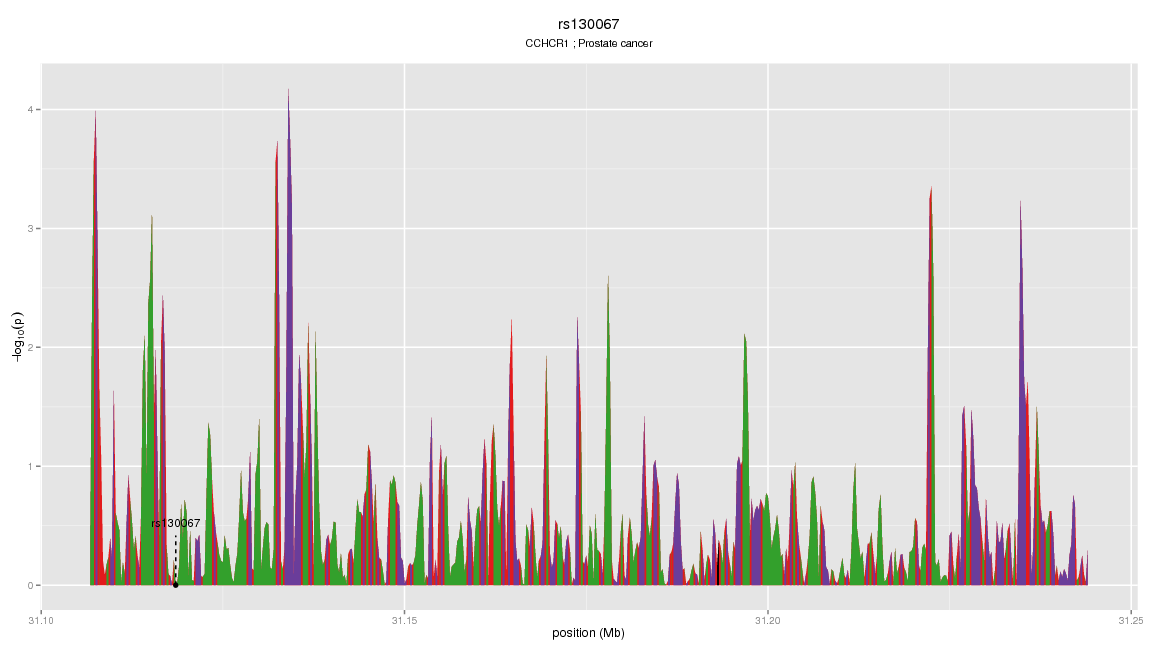 rs130067
CCHCR1 ; Prostate cancer
4
3
2
1
0
−log10(p)
rs130067
31.10
31.15
31.20
31.25
position (Mb)